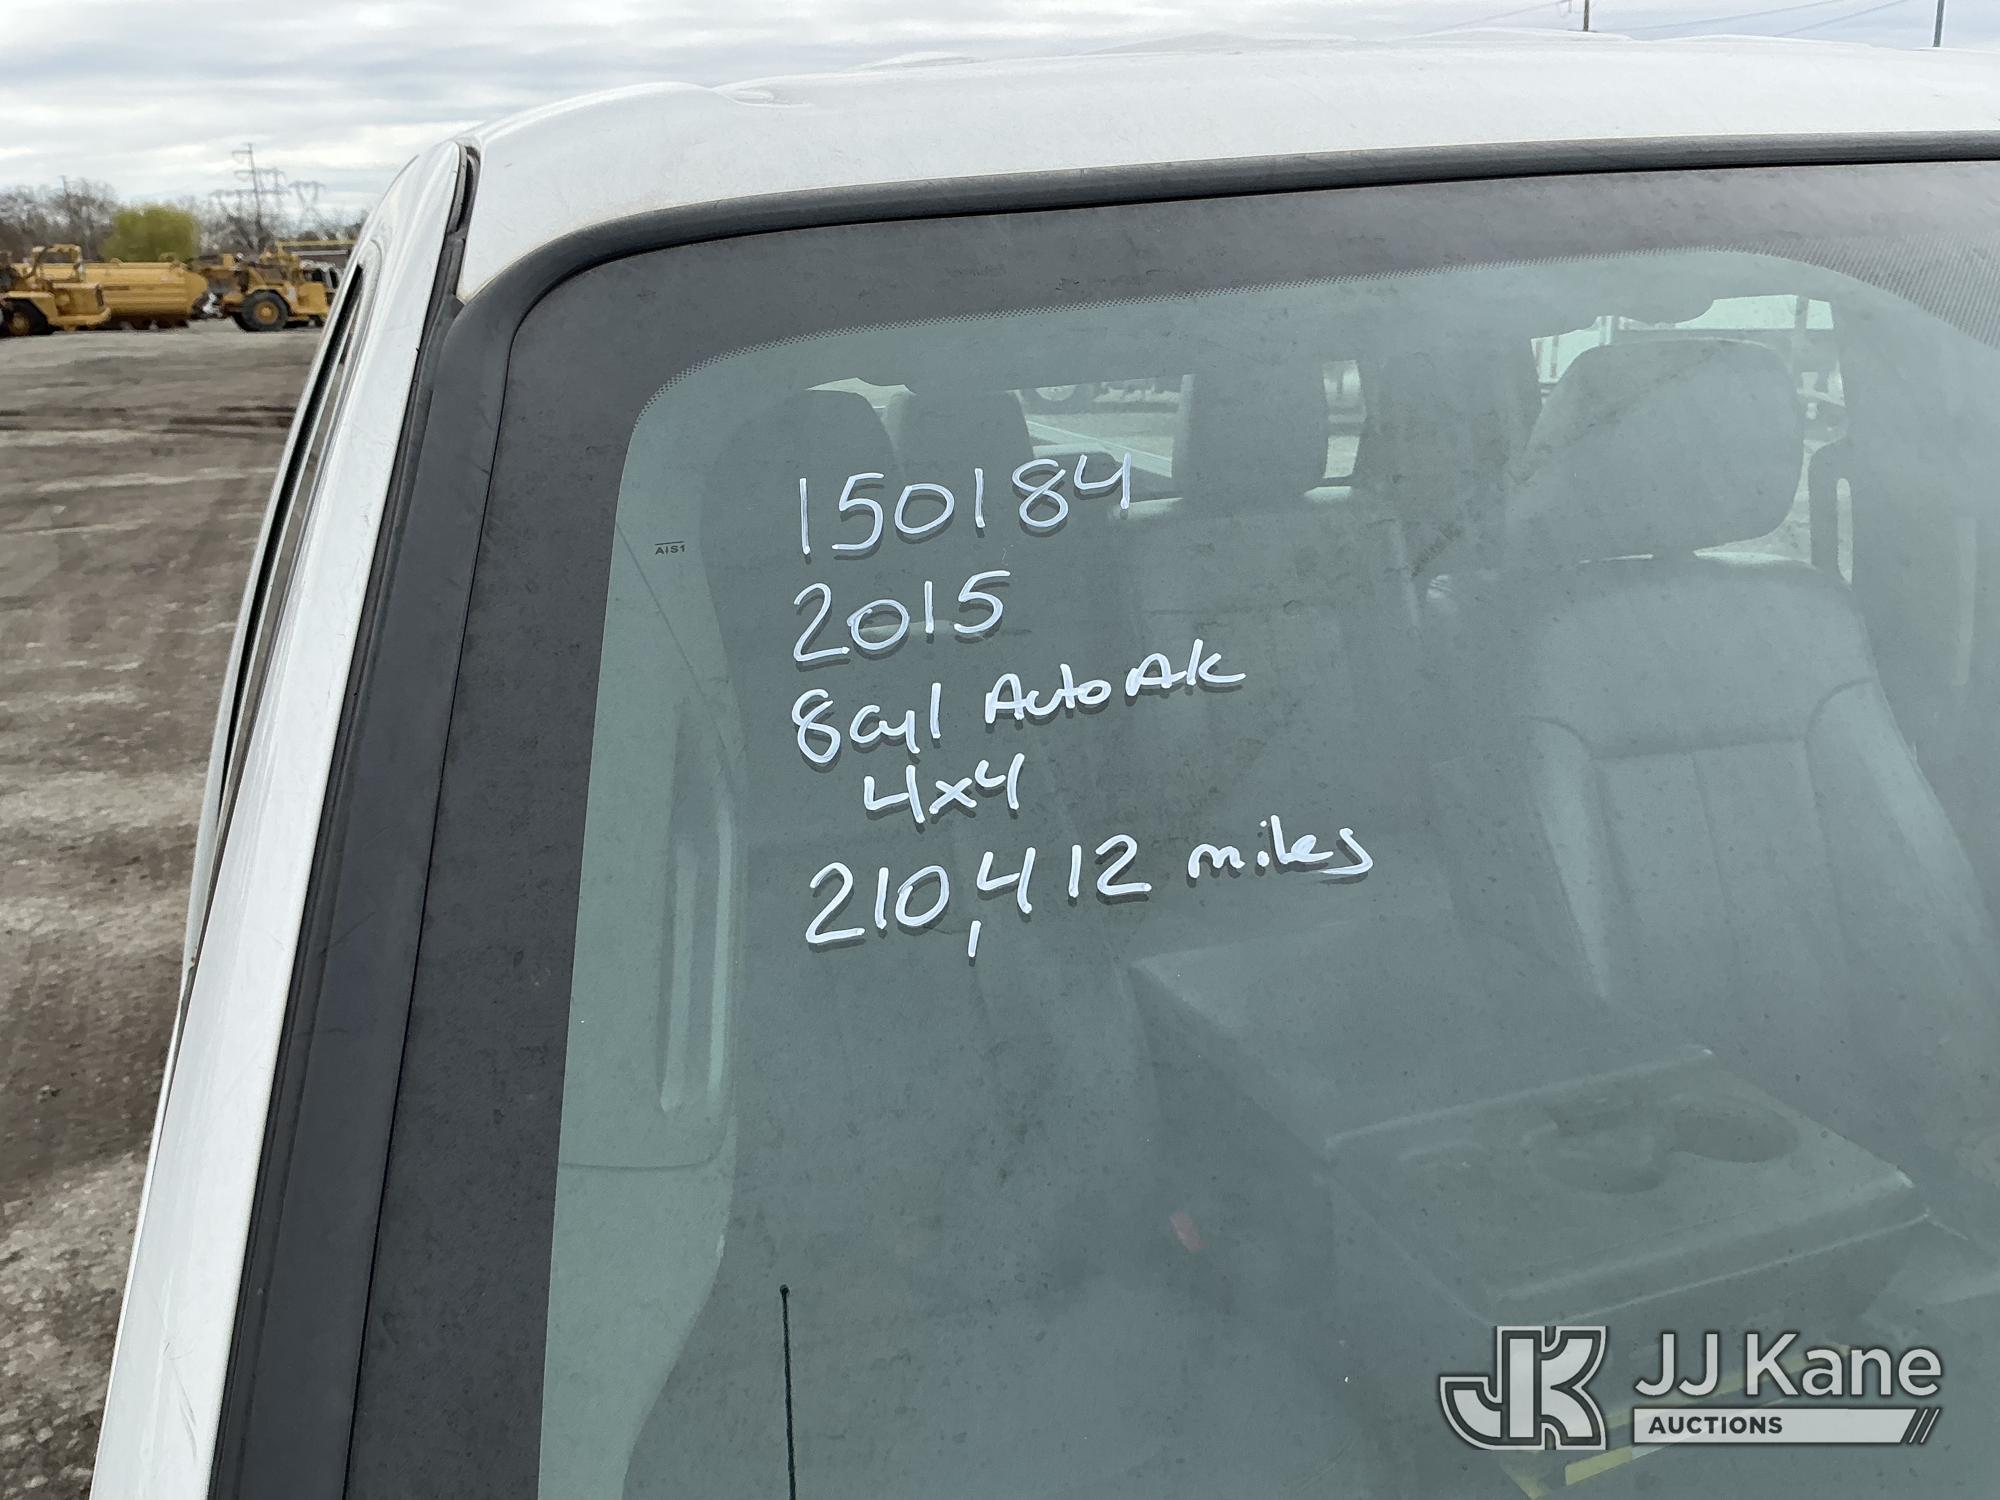 150184
2015
8cyl Auto AK
4x4
210,412 miles
AIS1
JJ Kane
AUCTIONS